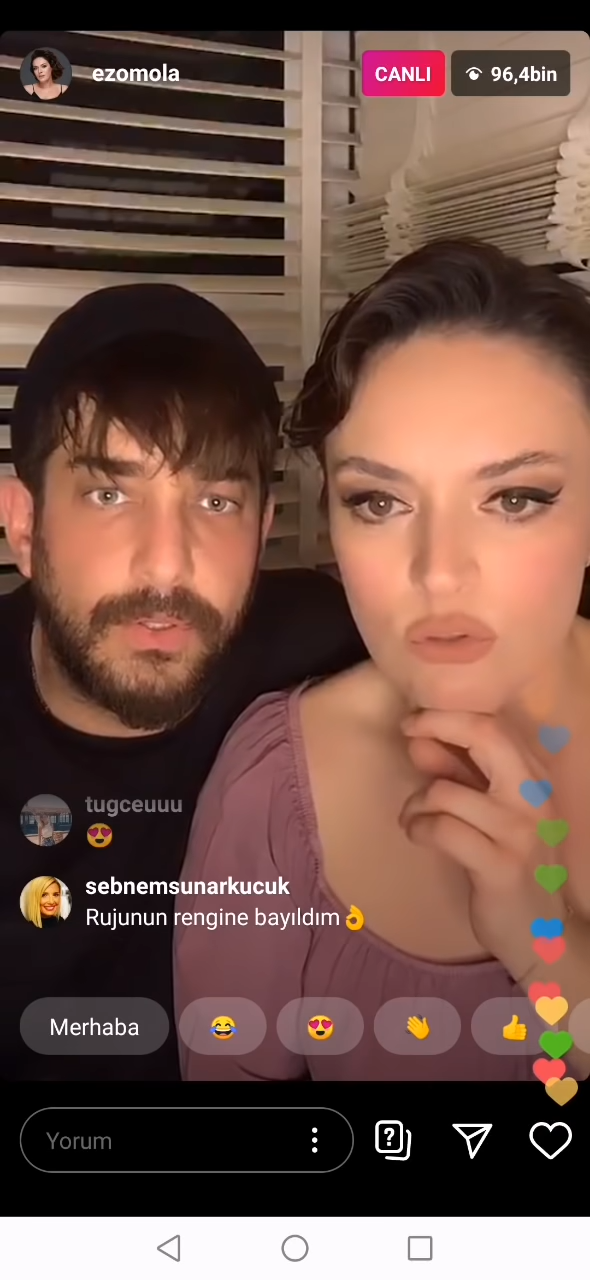 ezomola
CANLI
96,4bin
tugceuuu
😍
sebnemsunarkucuk
Rujunun rengine bayıldım👌
Merhaba
😂
😍
👋
👍
Yorum